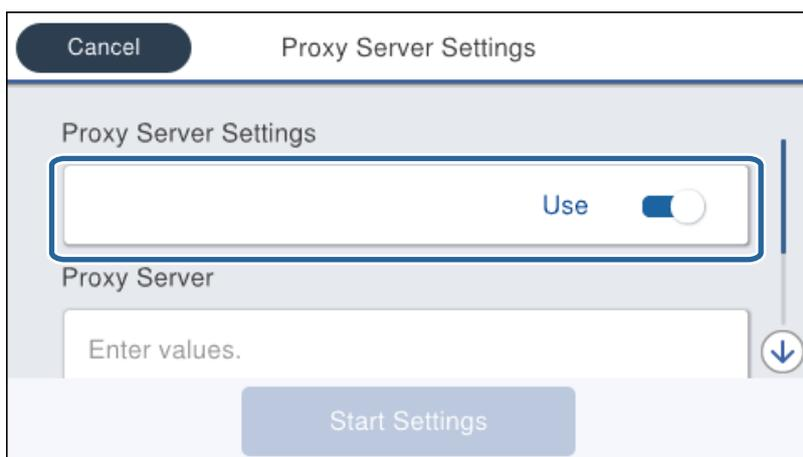 Cancel Proxy Server Settings
Proxy Server Settings
Use
Proxy Server
Enter values.
Start Settings